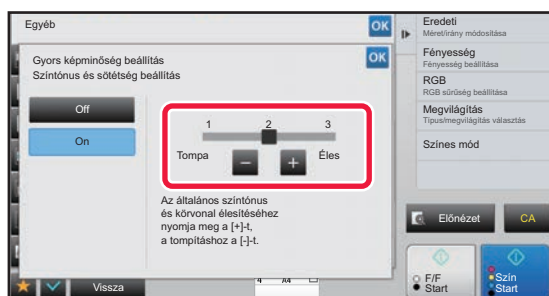 Egyéb
OK
Gyors képminőség beállítás
Színtónus és sötétség beállítás
OK
Off
On
1 2 3
Tompa - + Éles
Az általános színtónus
és körvonal élesítéséhez
nyomja meg a [+]-t,
a tompításhoz a [-]-t.
Vissza
4 A4
Eredeti
Méret/irány módosítása
Fényesség
Fényesség beállítása
RGB
RGB sűrűség beállítása
Megvilágítás
Típus/megvilágítás választás
Színes mód
Előnézet
CA
F/F
Start
Szín
Start